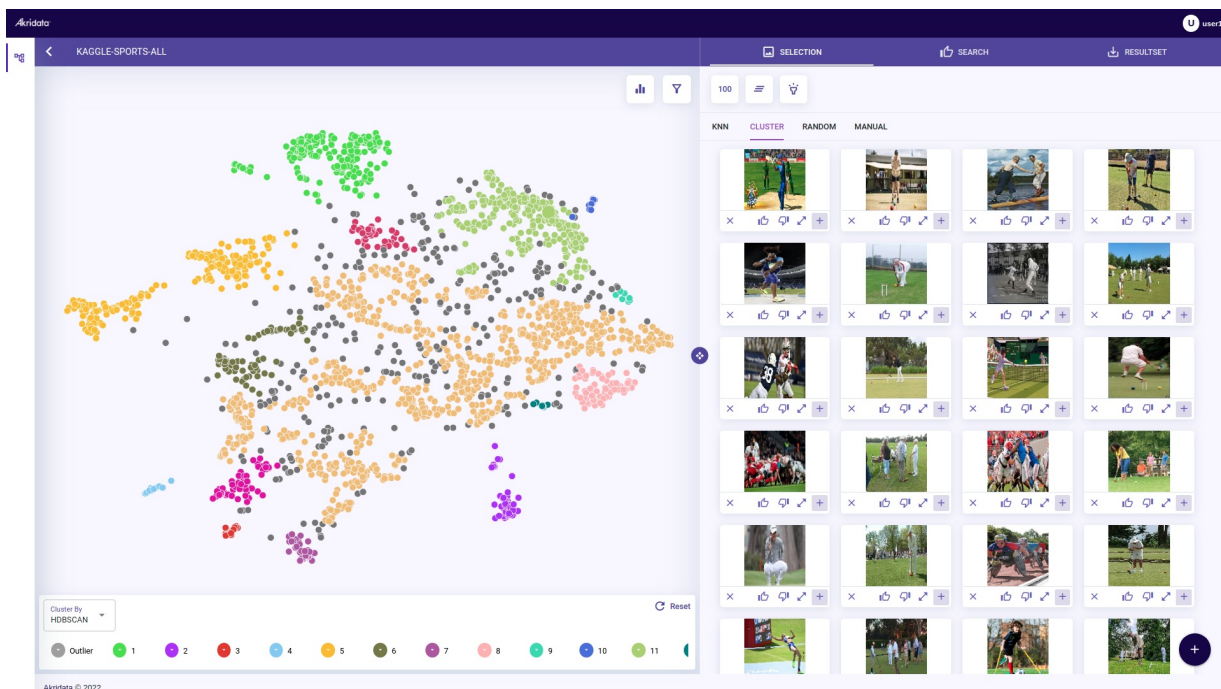 Akridata
U user1
KAGGLE-SPORTS-ALL
SELECTION
SEARCH
RESULTSET
100
KNN CLUSTER RANDOM MANUAL
38
Cluster By
HDBSCAN
Reset
Outlier 1 2 3 4 5 6 7 8 9 10 11
Akridata © 2022